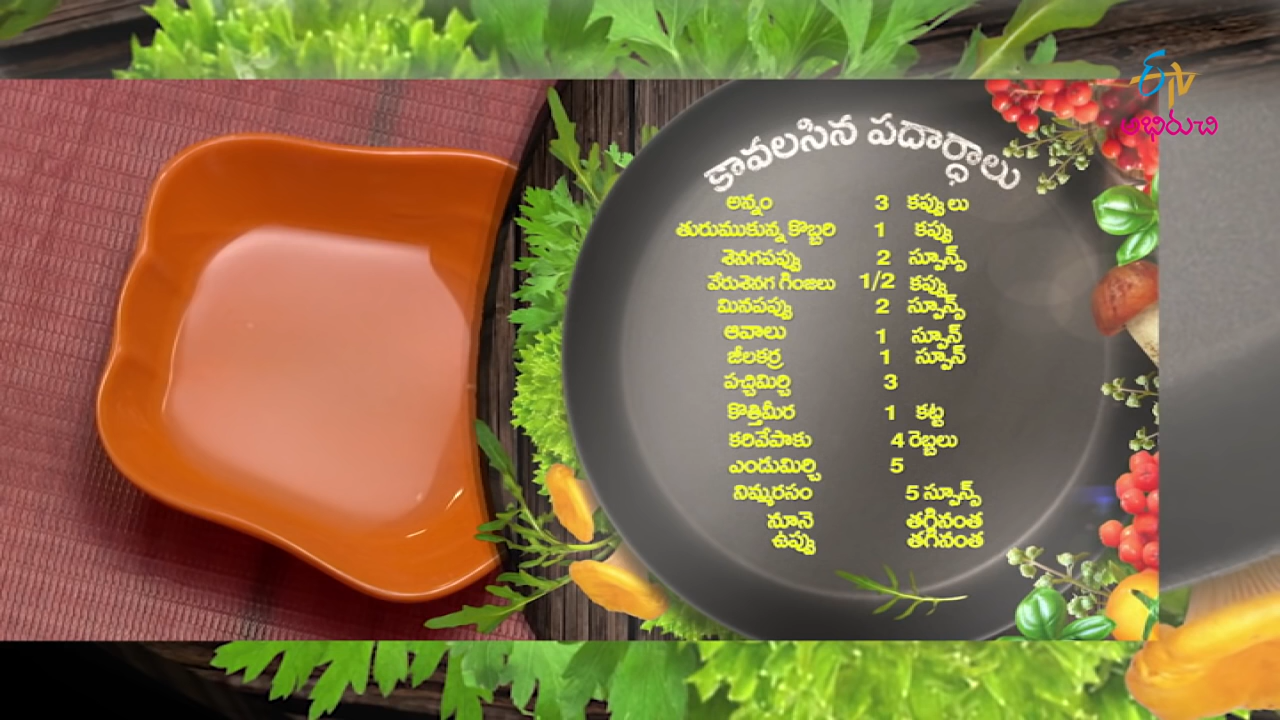 ETV
అభిరుచి
కావలసిన పదార్థాలు
అన్నం 3 కప్పులు
తురుముకున్న కొబ్బరి 1 కప్పు
శెనగపప్పు 2 స్పూన్స్
వేరుశెనగ గింజలు 1/2 కప్పు
మినపప్పు 2 స్పూన్స్
ఆవాలు 1 స్పూన్
జీలకర్ర 1 స్పూన్
పచ్చిమిర్చి 3
కొత్తిమీర 1 కట్ట
కరివేపాకు 4 రెబ్బలు
ఎండుమిర్చి 5
నిమ్మరసం 5 స్పూన్స్
నూనె తగినంత
ఉప్పు తగినంత